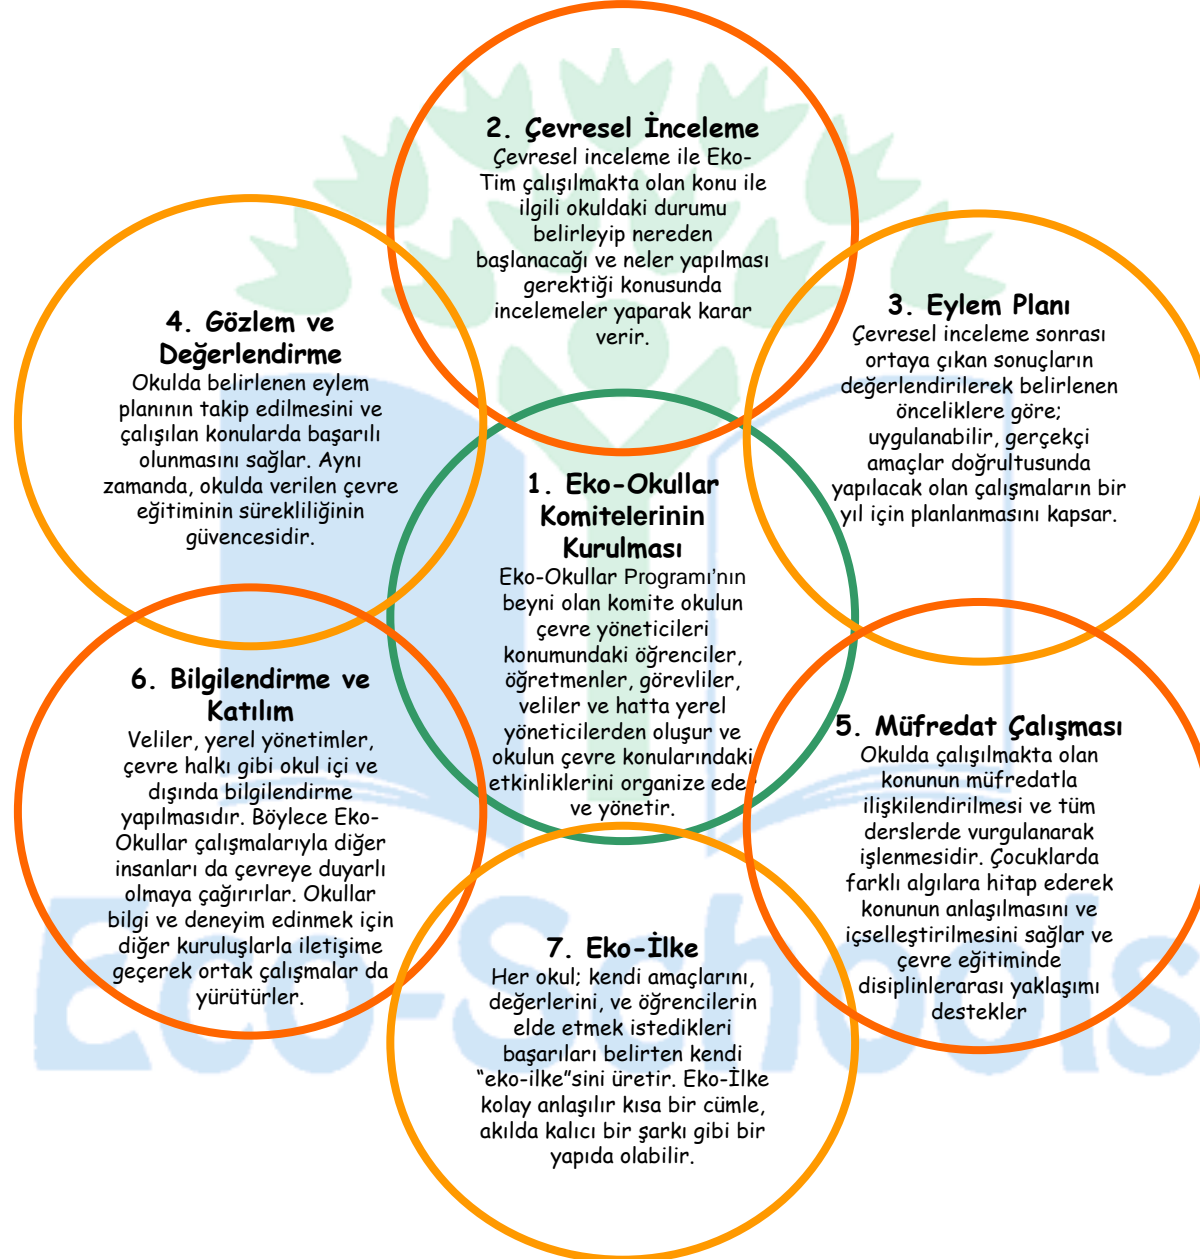 2. Çevresel İnceleme
Çevresel inceleme ile Eko-
Tim çalışılmakta olan konu ile
ilgili okuldaki durumu
belirleyip nereden
başlanacağı ve neler yapılması
gerektiği konusunda
incelemeler yaparak karar
verir.
3. Eylem Planı
Çevresel inceleme sonrası
ortaya çıkan sonuçların
değerlendirilerek belirlenen
önceliklere göre;
uygulanabilir, gerçekçi
amaçlar doğrultusunda
yapılacak olan çalışmaların bir
yıl için planlanmasını kapsar.
4. Gözlem ve
Değerlendirme
Okulda belirlenen eylem
planının takip edilmesini ve
çalışılan konularda başarılı
olunmasını sağlar. Aynı
zamanda, okulda verilen çevre
eğitiminin sürekliliğinin
güvencesidir.
1. Eko-Okullar
Komitelerinin
Kurulması
Eko-Okullar Programı’nın
beyni olan komite okulun
çevre yöneticileri
konumundaki öğrenciler,
öğretmenler, görevliler,
veliler ve hatta yerel
yöneticilerden oluşur ve
okulun çevre konularındaki
etkinliklerini organize eder
ve yönetir.
6. Bilgilendirme ve
Katılım
Veliler, yerel yönetimler,
çevre halkı gibi okul içi ve
dışında bilgilendirme
yapılmasıdır. Böylece Eko-
Okullar çalışmalarıyla diğer
insanları da çevreye duyarlı
olmaya çağırırlar. Okullar
bilgi ve deneyim edinmek için
diğer kuruluşlarla iletişime
geçerek ortak çalışmalar da
yürütürler.
5. Müfredat Çalışması
Okulda çalışılmakta olan
konunun müfredatla
ilişkilendirilmesi ve tüm
derslerde vurgulanarak
işlenmesidir. Çocuklarda
farklı algılara hitap ederek
konunun anlaşılmasını ve
içselleştirilmesini sağlar ve
çevre eğitiminde
disiplinlerarası yaklaşımı
destekler
7. Eko-İlke
Her okul; kendi amaçlarını,
değerlerini, ve öğrencilerin
elde etmek istedikleri
başarıları belirten kendi
“eko-ilke”sini üretir. Eko-İlke
kolay anlaşılır kısa bir cümle,
akılda kalıcı bir şarkı gibi bir
yapıda olabilir.
Eco-Schools